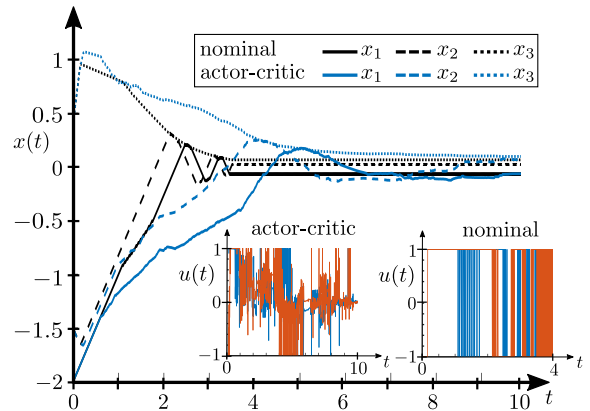 nominal x₁ x₂ x₃
actor-critic x₁ x₂ x₃
1
0.5
x(t)
0
−0.5
−1
−1.5
−2
0 2 4 6 8 10 t
actor-critic
1
u(t)
0
−1
0 10 t
nominal
1
u(t)
0
−1
0 4 t